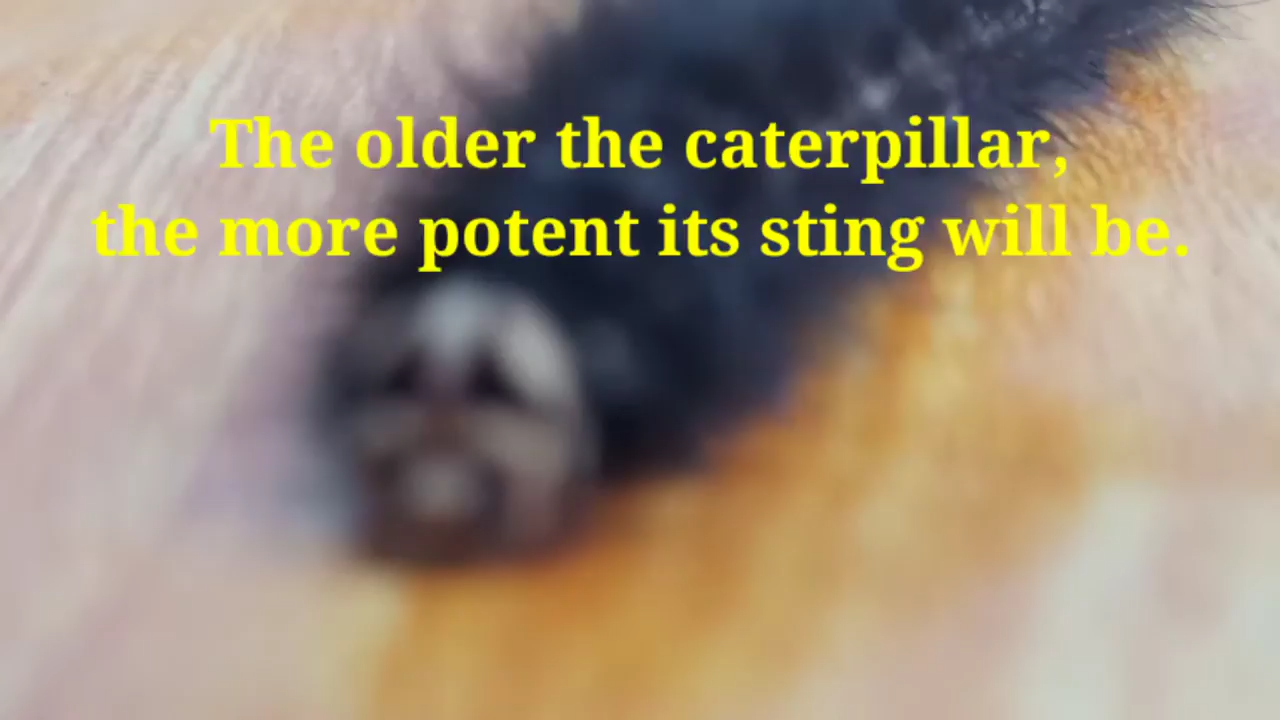 The older the caterpillar,
the more potent its sting will be.